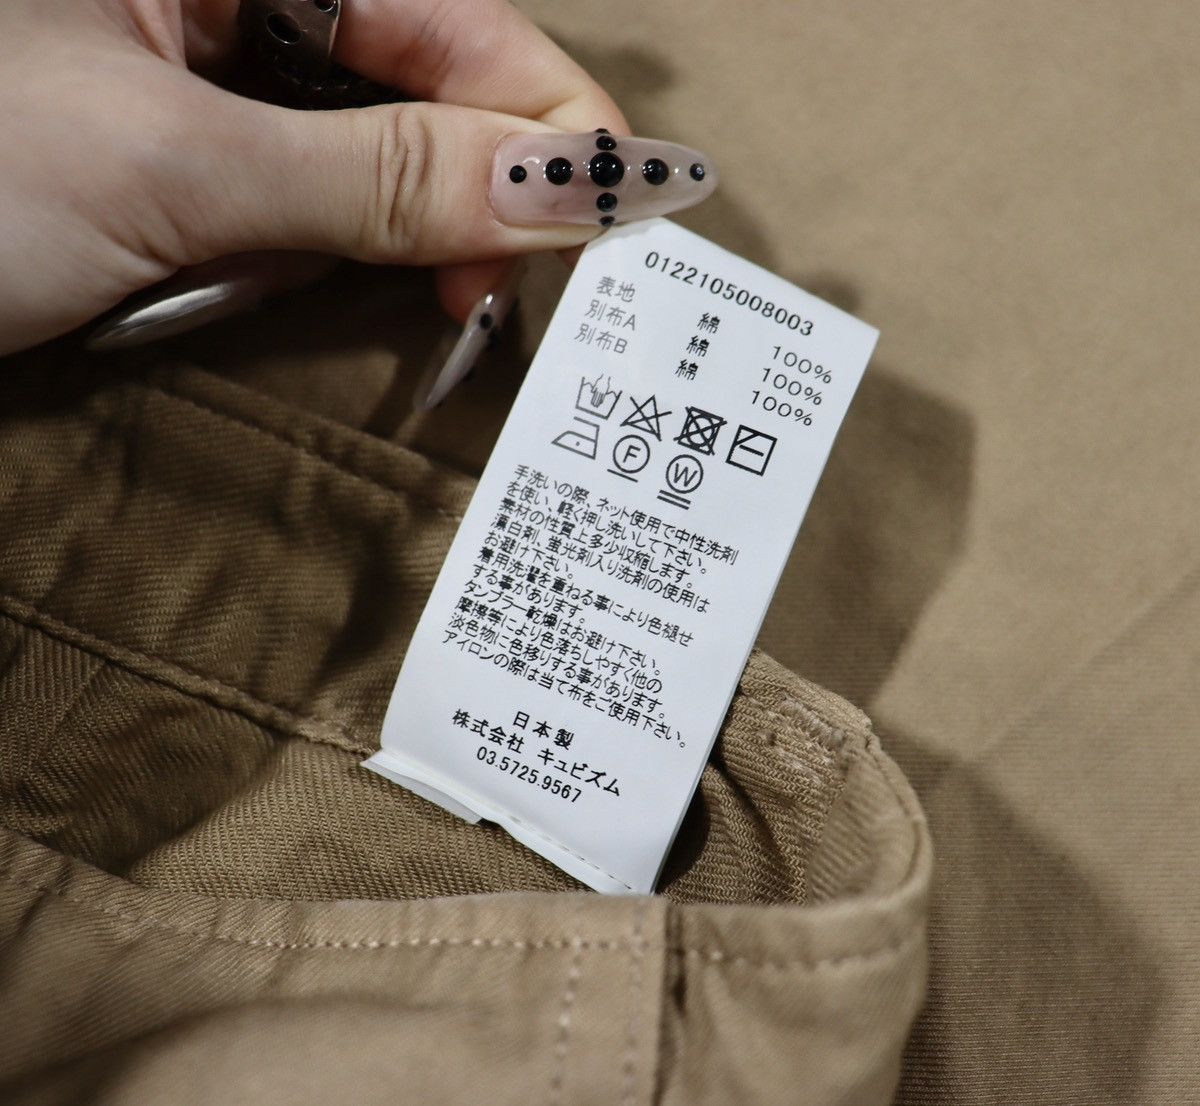 0122105008003
表地 綿 100%
別布A 綿 100%
別布B 綿 100%
F W
手洗いの際、ネット使用で中性洗剤
を使い、軽く押し洗いして下さい。
素材の性質上多少収縮します。
漂白剤、蛍光剤入り洗剤の使用は
お避け下さい。
着用洗濯を重ねる事により色褪せ
する事があります。
タンブラー乾燥はお避け下さい。
摩擦等により色落ちしやすく他の
淡色物に色移りする事があります。
アイロンの際は当て布をご使用下さい。
日本製
株式会社 キュビズム
03.5725.9567